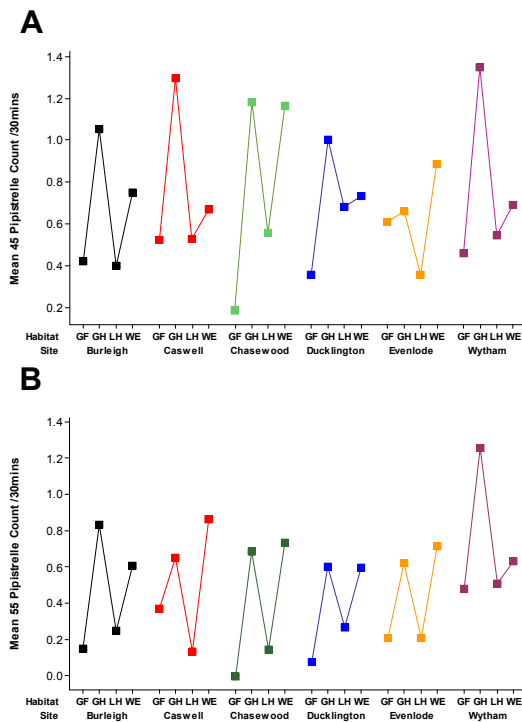 A
Mean 45 Pipistrelle Count /30mins
1.4
1.2
1.0
0.8
0.6
0.4
0.2
Habitat GF GH LH WE GF GH LH WE GF GH LH WE GF GH LH WE GF GH LH WE GF GH LH WE
Site Burleigh Caswell Chasewood Ducklington Evenlode Wytham
B
Mean 55 Pipistrelle Count /30mins
1.4
1.2
1.0
0.8
0.6
0.4
0.2
0.0
Habitat GF GH LH WE GF GH LH WE GF GH LH WE GF GH LH WE GF GH LH WE GF GH LH WE
Site Burleigh Caswell Chasewood Ducklington Evenlode Wytham